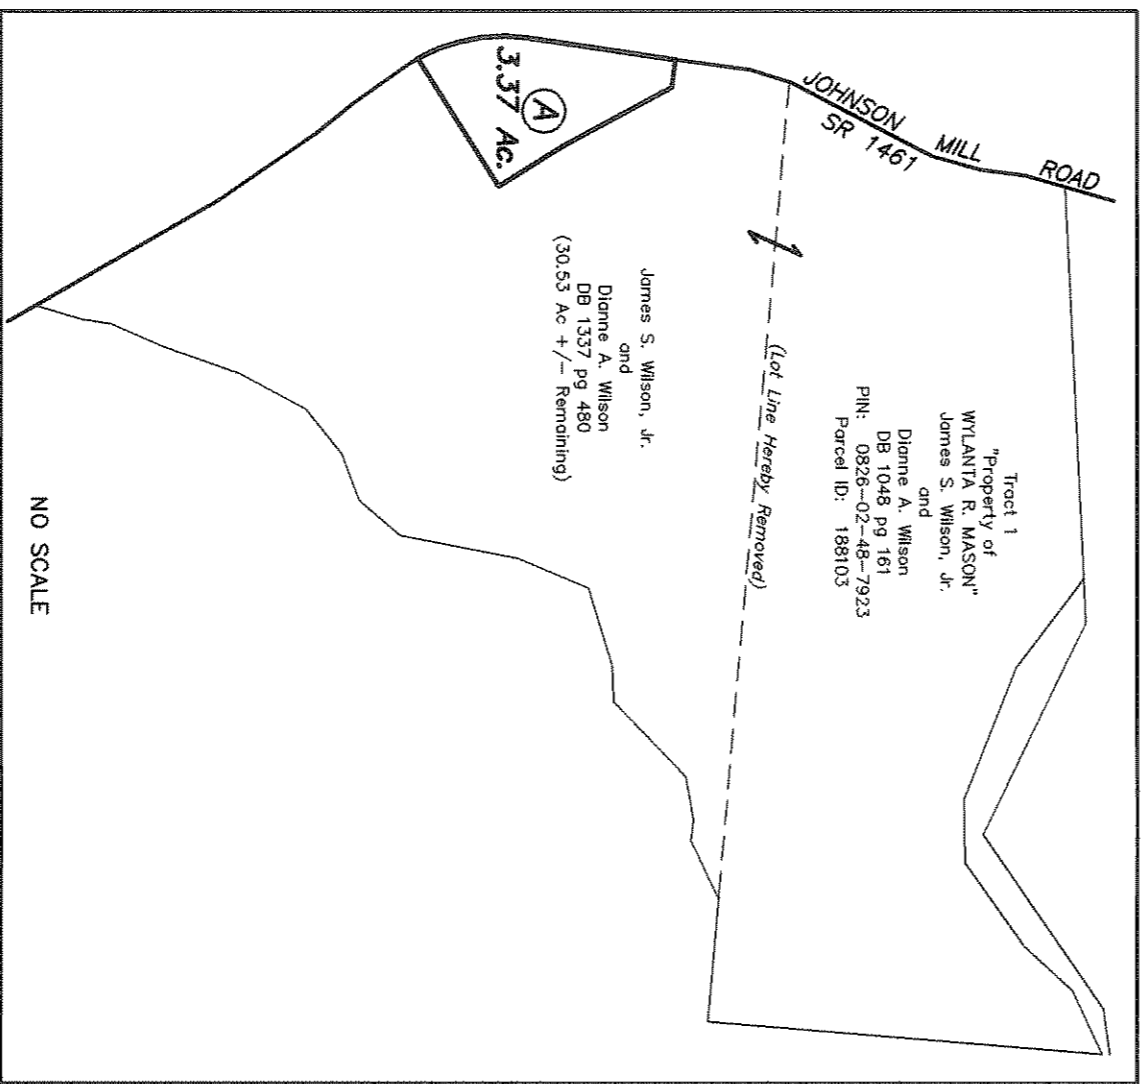 JOHNSON MILL ROAD
SR 1461
Tract 1
"Property of
WYLANTA R. MASON"
James S. Wilson, Jr.
and
Dianne A. Wilson
DB 1048 pg 161
PIN: 0826-02-48-7923
Parcel ID: 188103
(Lot Line Hereby Removed)
James S. Wilson, Jr.
and
Dianne A. Wilson
DB 1337 pg 480
(30.53 Ac +/- Remaining)
A
3.37 Ac.
NO SCALE